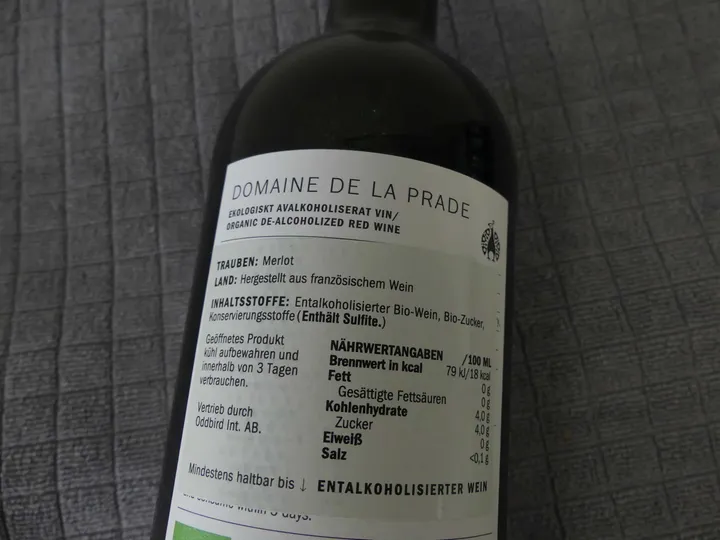 DOMAINE DE LA PRADE
EKOLOGISKT AVALKOHOLISERAT VIN/
ORGANIC DE-ALCOHOLIZED RED WINE
TRAUBEN: Merlot
LAND: Hergestellt aus französischem Wein
INHALTSSTOFFE: Entalkoholisierter Bio-Wein, Bio-Zucker,
Konservierungsstoffe (Enthält Sulfite.)
Geöffnetes Produkt
kühl aufbewahren und
innerhalb von 3 Tagen
verbrauchen.
Vertrieb durch
Oddbird Int. AB.
NÄHRWERTANGABEN /100 ML
Brennwert in kcal 79 kJ/18 kcal
Fett 0 g
Gesättigte Fettsäuren 0 g
Kohlenhydrate 4,0 g
Zucker 4,0 g
Eiweiß 0 g
Salz <0,1 g
Mindestens haltbar bis ↓ ENTALKOHOLISIERTER WEIN
days.